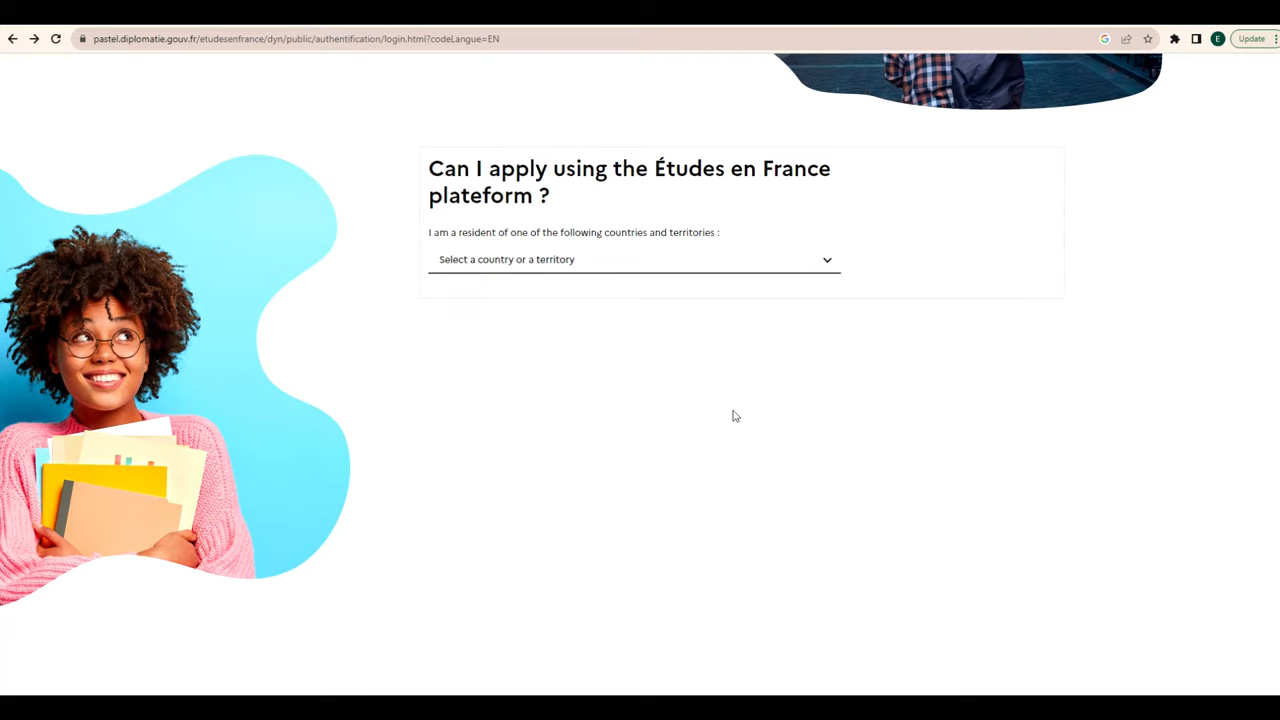 pastel.diplomatie.gouv.fr/etudesenfrance/dyn/public/authentification/login.html?codeLangue=EN
E
Update
Can I apply using the Études en France
plateform ?
I am a resident of one of the following countries and territories :
Select a country or a territory